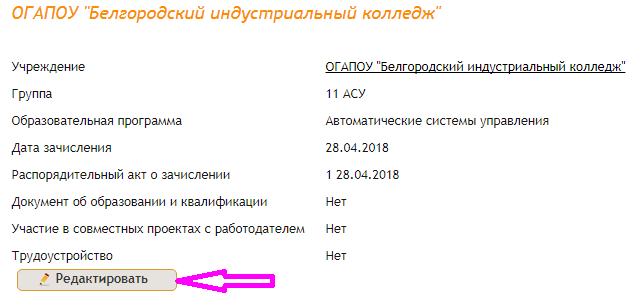 ОГАПОУ "Белгородский индустриальный колледж"
Учреждение ОГАПОУ "Белгородский индустриальный колледж"
Группа 11 АСУ
Образовательная программа Автоматические системы управления
Дата зачисления 28.04.2018
Распорядительный акт о зачислении 1 28.04.2018
Документ об образовании и квалификации Нет
Участие в совместных проектах с работодателем Нет
Трудоустройство Нет
Редактировать